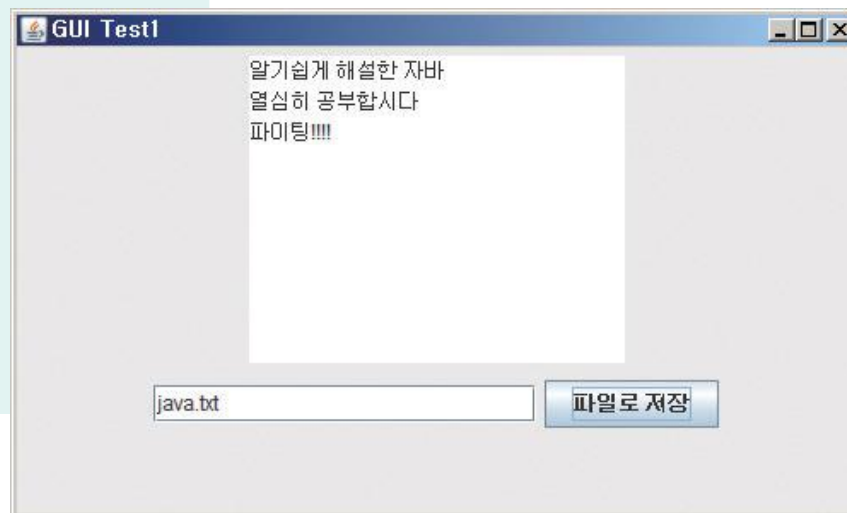 GUI Test1
알기쉽게 해설한 자바
열심히 공부합시다
파이팅!!!!
java.txt
파일로 저장